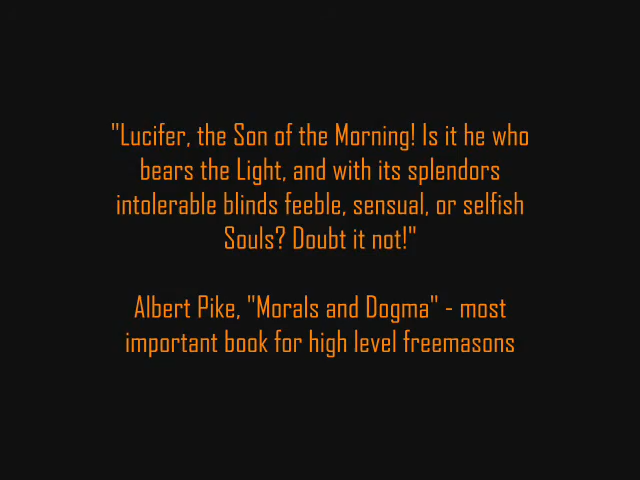 "Lucifer, the Son of the Morning! Is it he who
bears the Light, and with its splendors
intolerable blinds feeble, sensual, or selfish
Souls? Doubt it not!"
Albert Pike, "Morals and Dogma" - most
important book for high level freemasons